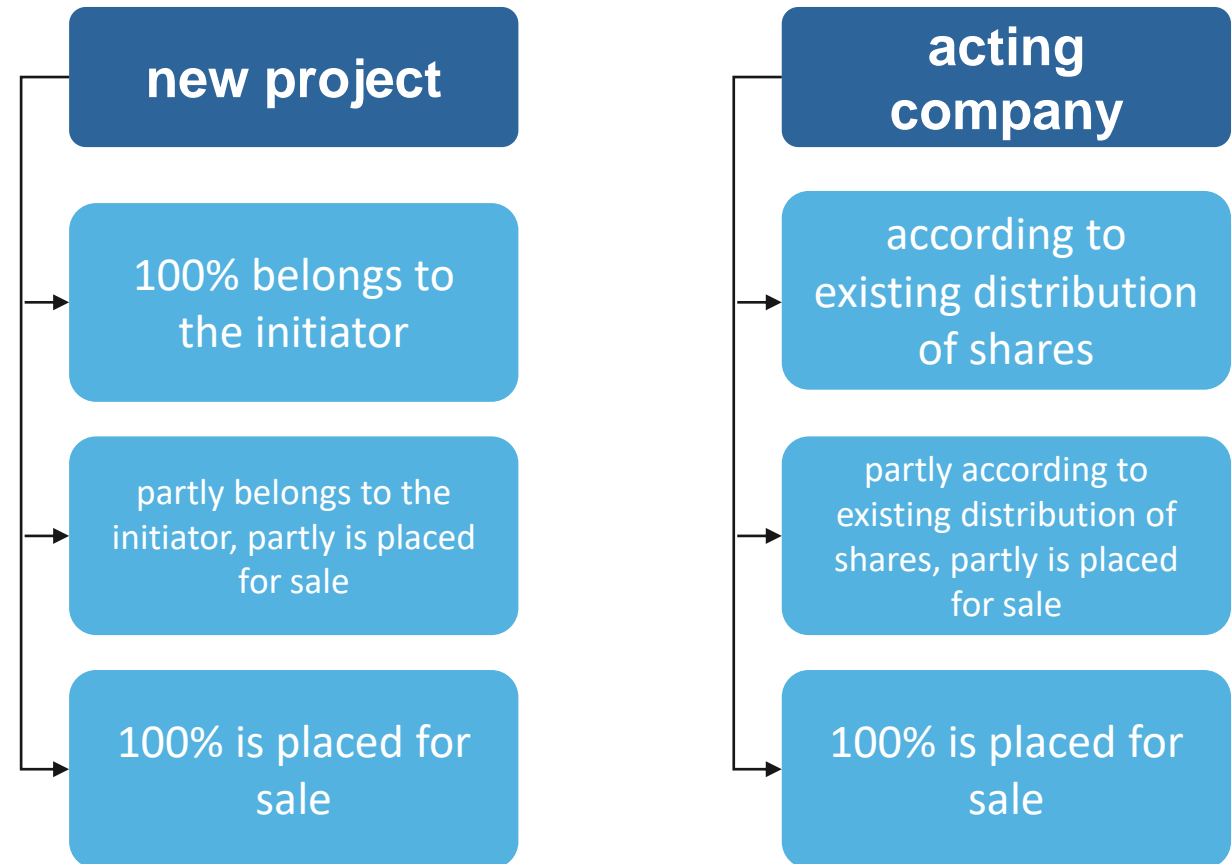 new project
100% belongs to
the initiator
partly belongs to the
initiator, partly is placed
for sale
100% is placed for
sale
acting
company
according to
existing distribution
of shares
partly according to
existing distribution of
shares, partly is placed
for sale
100% is placed for
sale